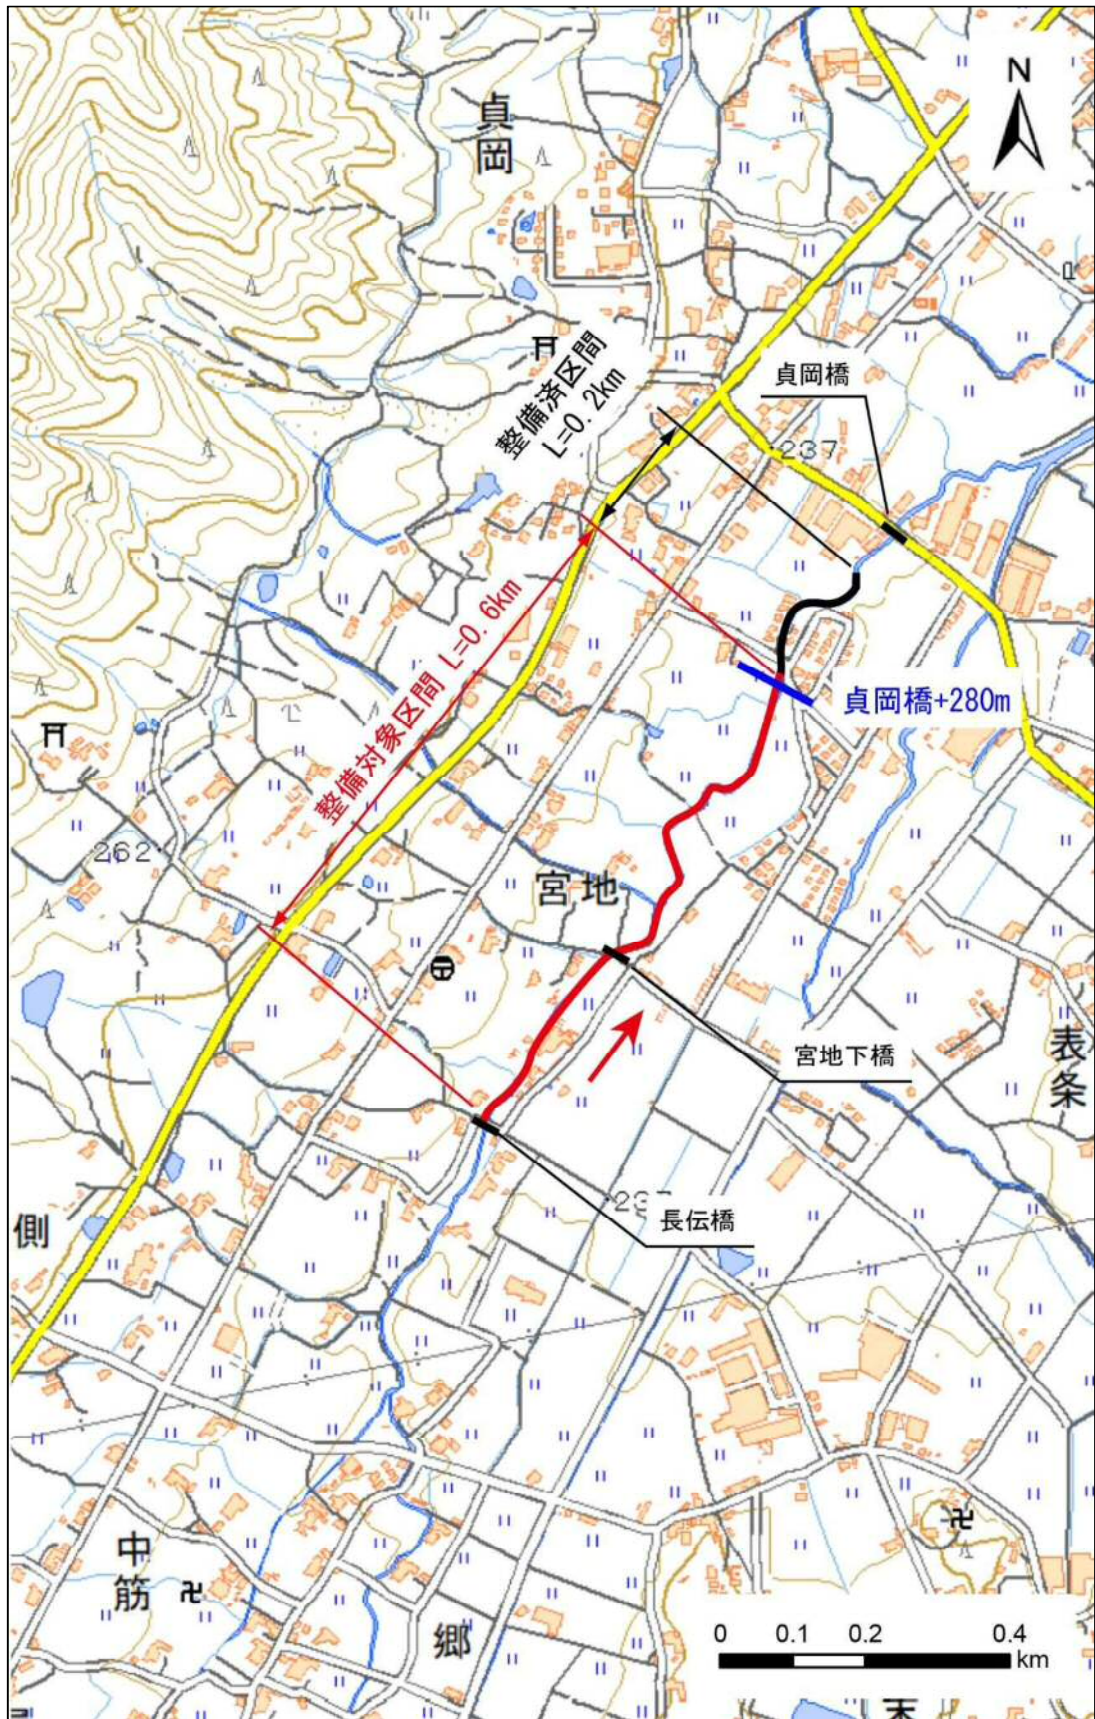 N
貞岡
貞岡橋
整備済区間
L=0.2km
237
貞岡橋+280m
整備対象区間 L=0.6km
262
宮地
宮地下橋
表条
長伝橋
側
中筋
郷
0 0.1 0.2 0.4
km